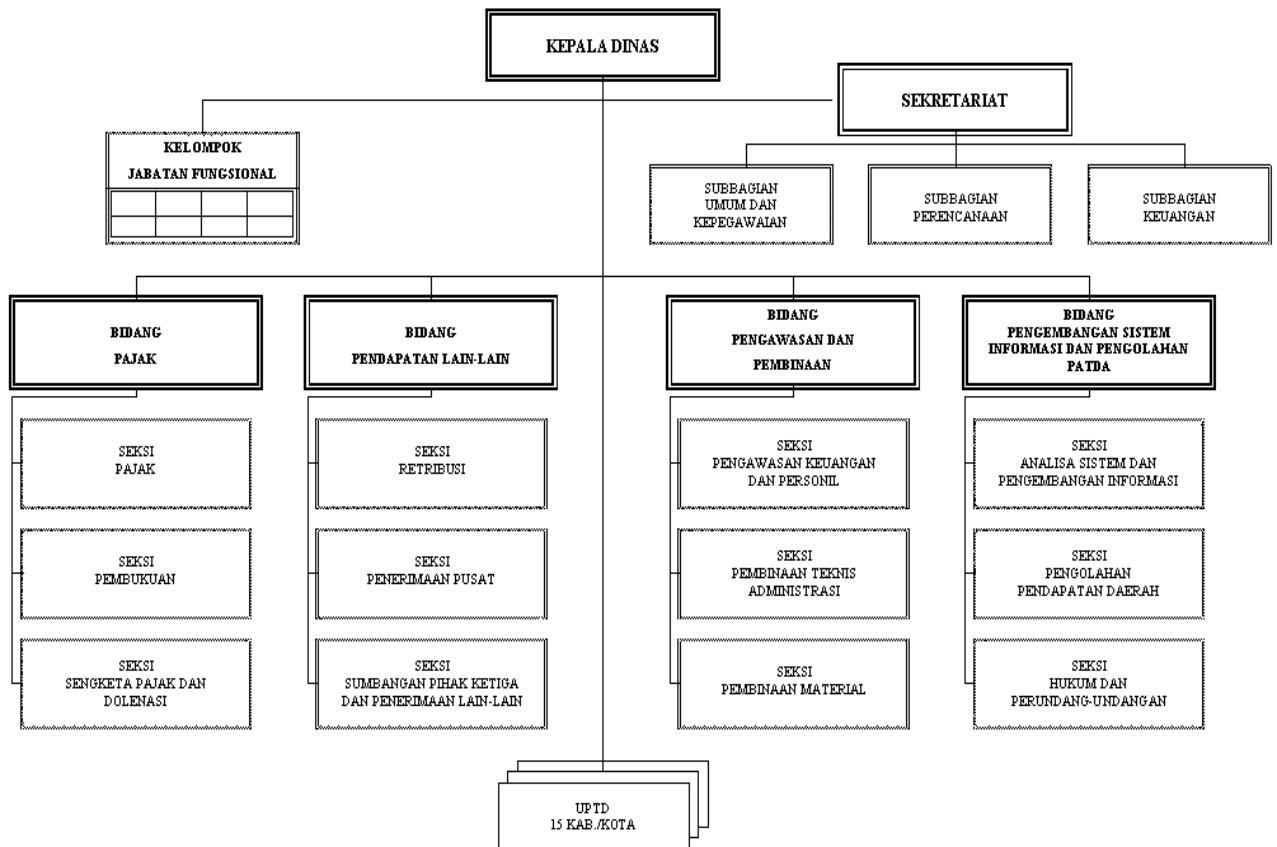 KEPALA DINAS
SEKRETARIAT
KELOMPOK
JABATAN FUNGSIONAL
SUBBAGIAN
UMUM DAN
KEPEGAWAIAN
SUBBAGIAN
PERENCANAAN
SUBBAGIAN
KEUANGAN
BIDANG
PAJAK
BIDANG
PENDAPATAN LAIN-LAIN
BIDANG
PENGAWASAN DAN
PEMBINAAN
BIDANG
PENGEMBANGAN SISTEM
INFORMASI DAN PENGOLAHAN
PATDA
SEKSI
PAJAK
SEKSI
RETRIBUSI
SEKSI
PENGAWASAN KEUANGAN
DAN PERSONIL
SEKSI
ANALISA SISTEM DAN
PENGEMBANGAN INFORMASI
SEKSI
PEMBUKUAN
SEKSI
PENERIMAAN PUSAT
SEKSI
PEMBINAAN TEKNIS
ADMINISTRASI
SEKSI
PENGOLAHAN
PENDAPATAN DAERAH
SEKSI
SENGKETA PAJAK DAN
DOLENASI
SEKSI
SUMBANGAN PIHAK KETIGA
DAN PENERIMAAN LAIN-LAIN
SEKSI
PEMBINAAN MATERIAL
SEKSI
HUKUM DAN
PERUNDANG-UNDANGAN
UPTD
15 KAB./KOTA